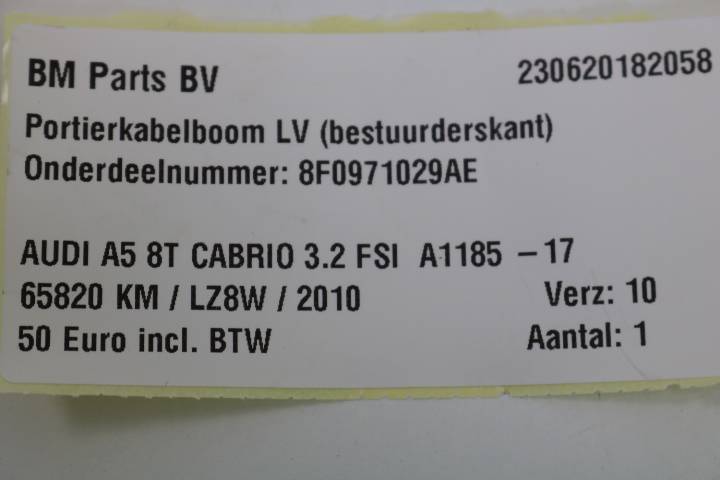 BM Parts BV 230620182058
Portierkabelboom LV (bestuurderskant)
Onderdeelnummer: 8F0971029AE
AUDI A5 8T CABRIO 3.2 FSI A1185 - 17
65820 KM / LZ8W / 2010 Verz: 10
50 Euro incl. BTW Aantal: 1